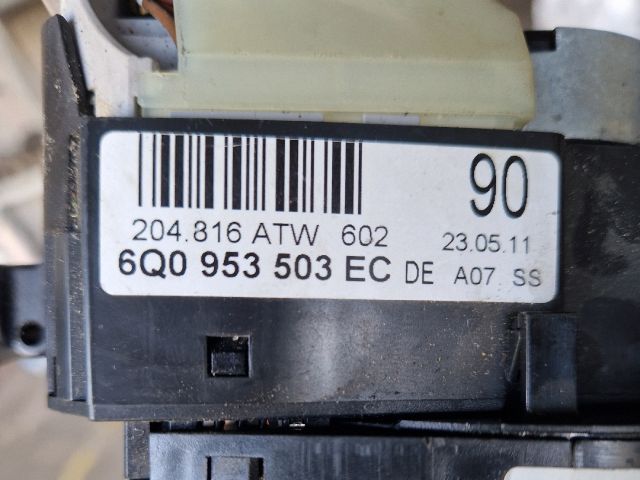 90
204.816 ATW 602 23.05.11
6Q0 953 503 EC DE A07 SS